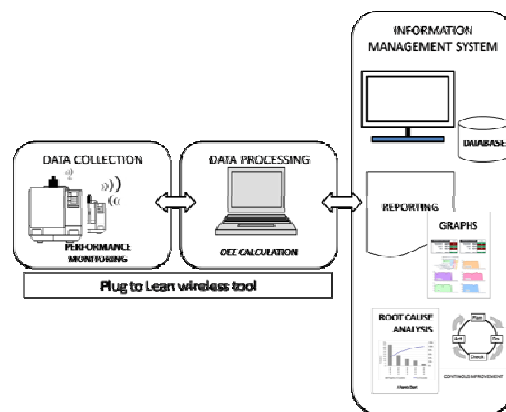 INFORMATION
MANAGEMENT SYSTEM
DATABASE
DATA COLLECTION
PERFORMANCE
MONITORING
DATA PROCESSING
OEE CALCULATION
Plug to Lean wireless tool
REPORTING
GRAPHS
ROOT CAUSE
ANALYSIS
Plan
Do
Check
Act
CONTINUOUS IMPROVEMENT